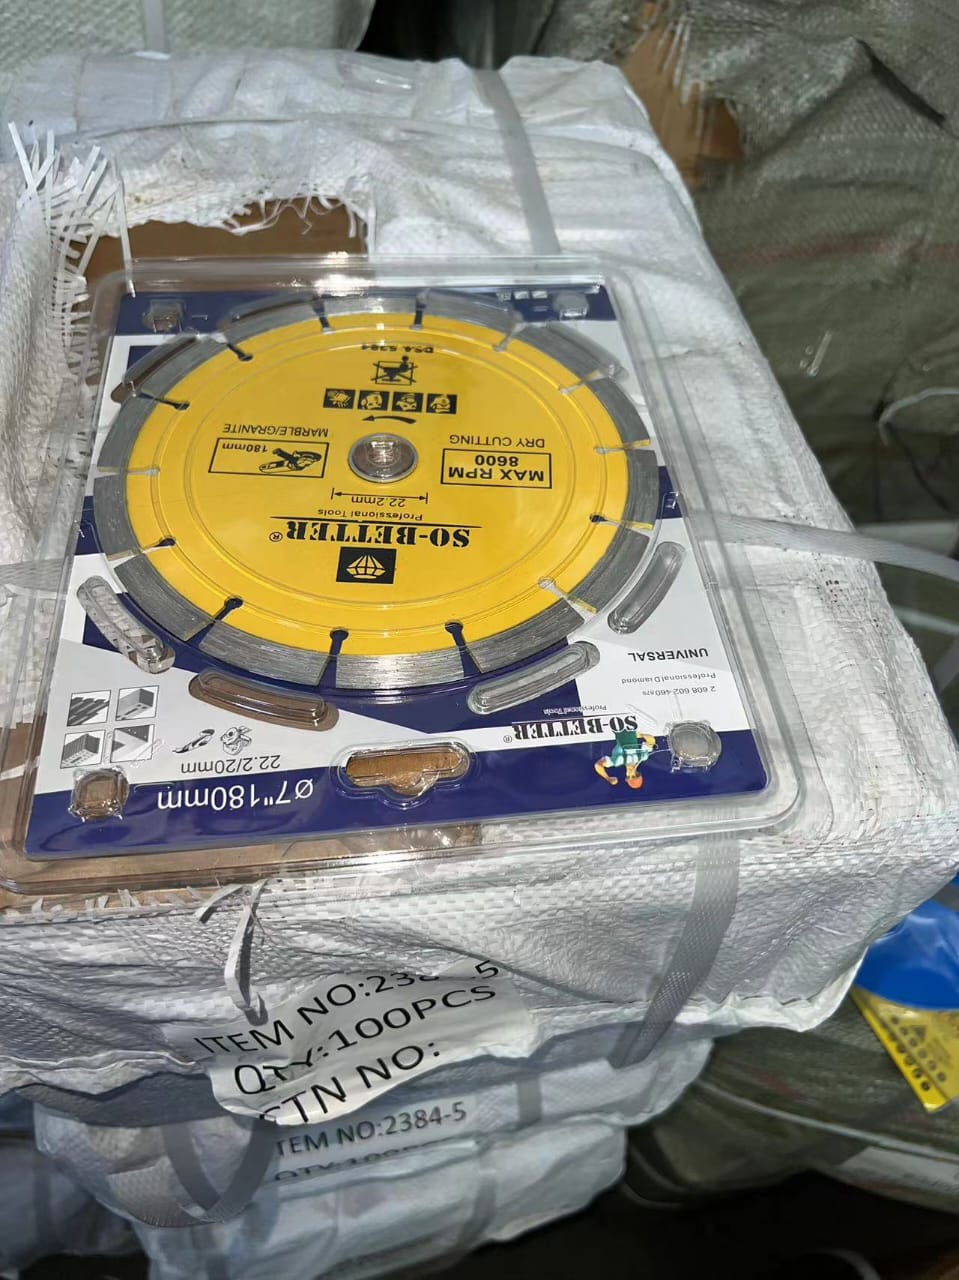 SO-BETTER®
Professional Tools
22.2mm
MAX RPM
8600
DRY CUTTING
180mm
MARBLE/GRANITE
Ø7"180mm
22.2/20mm
SO-BETTER®
Professional Tools
Professional Diamond
UNIVERSAL
ITEM NO:
QTY:100PCS
CTN NO:
ITEM NO:2384-5